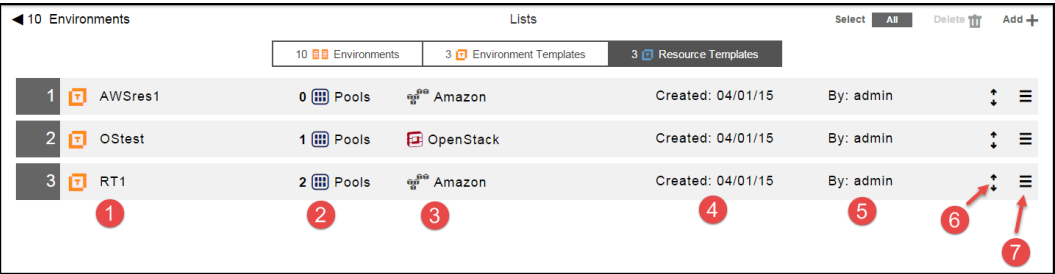 10 Environments Lists Select All Delete Add
10 Environments 3 Environment Templates 3 Resource Templates
1 T AWSres1 0 Pools Amazon Created: 04/01/15 By: admin
2 T OStest 1 Pools OpenStack Created: 04/01/15 By: admin
3 T RT1 2 Pools Amazon Created: 04/01/15 By: admin
1 2 3 4 5 6 7